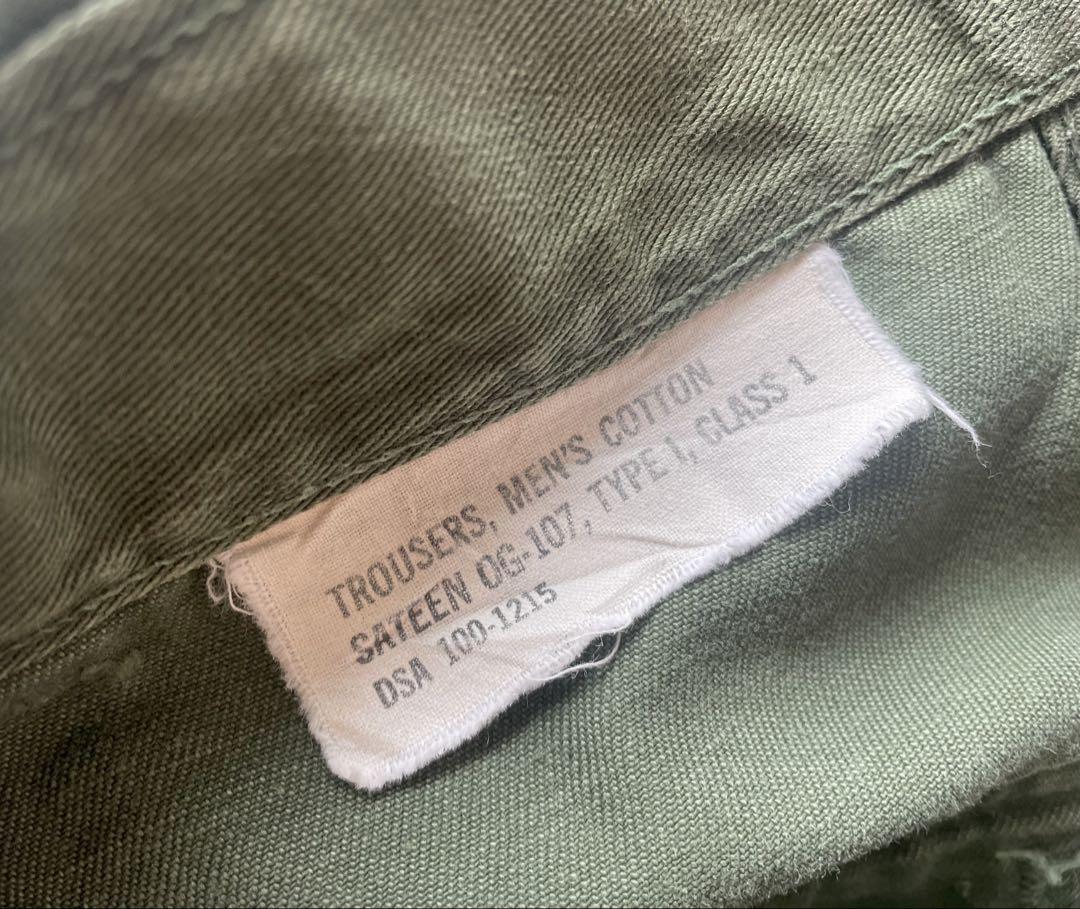 TROUSERS, MEN'S COTTON
SATEEN OG-107, TYPE I, CLASS 1
DSA 100-1215